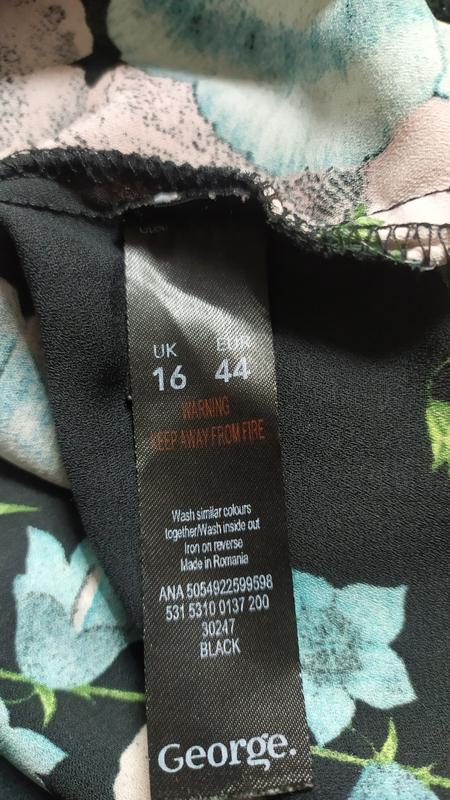 UK EUR
16 44
WARNING
KEEP AWAY FROM FIRE
Wash similar colours
together/Wash inside out
Iron on reverse
Made in Romania
ANA 5054922599598
531 5310 0137 200
30247
BLACK
George.